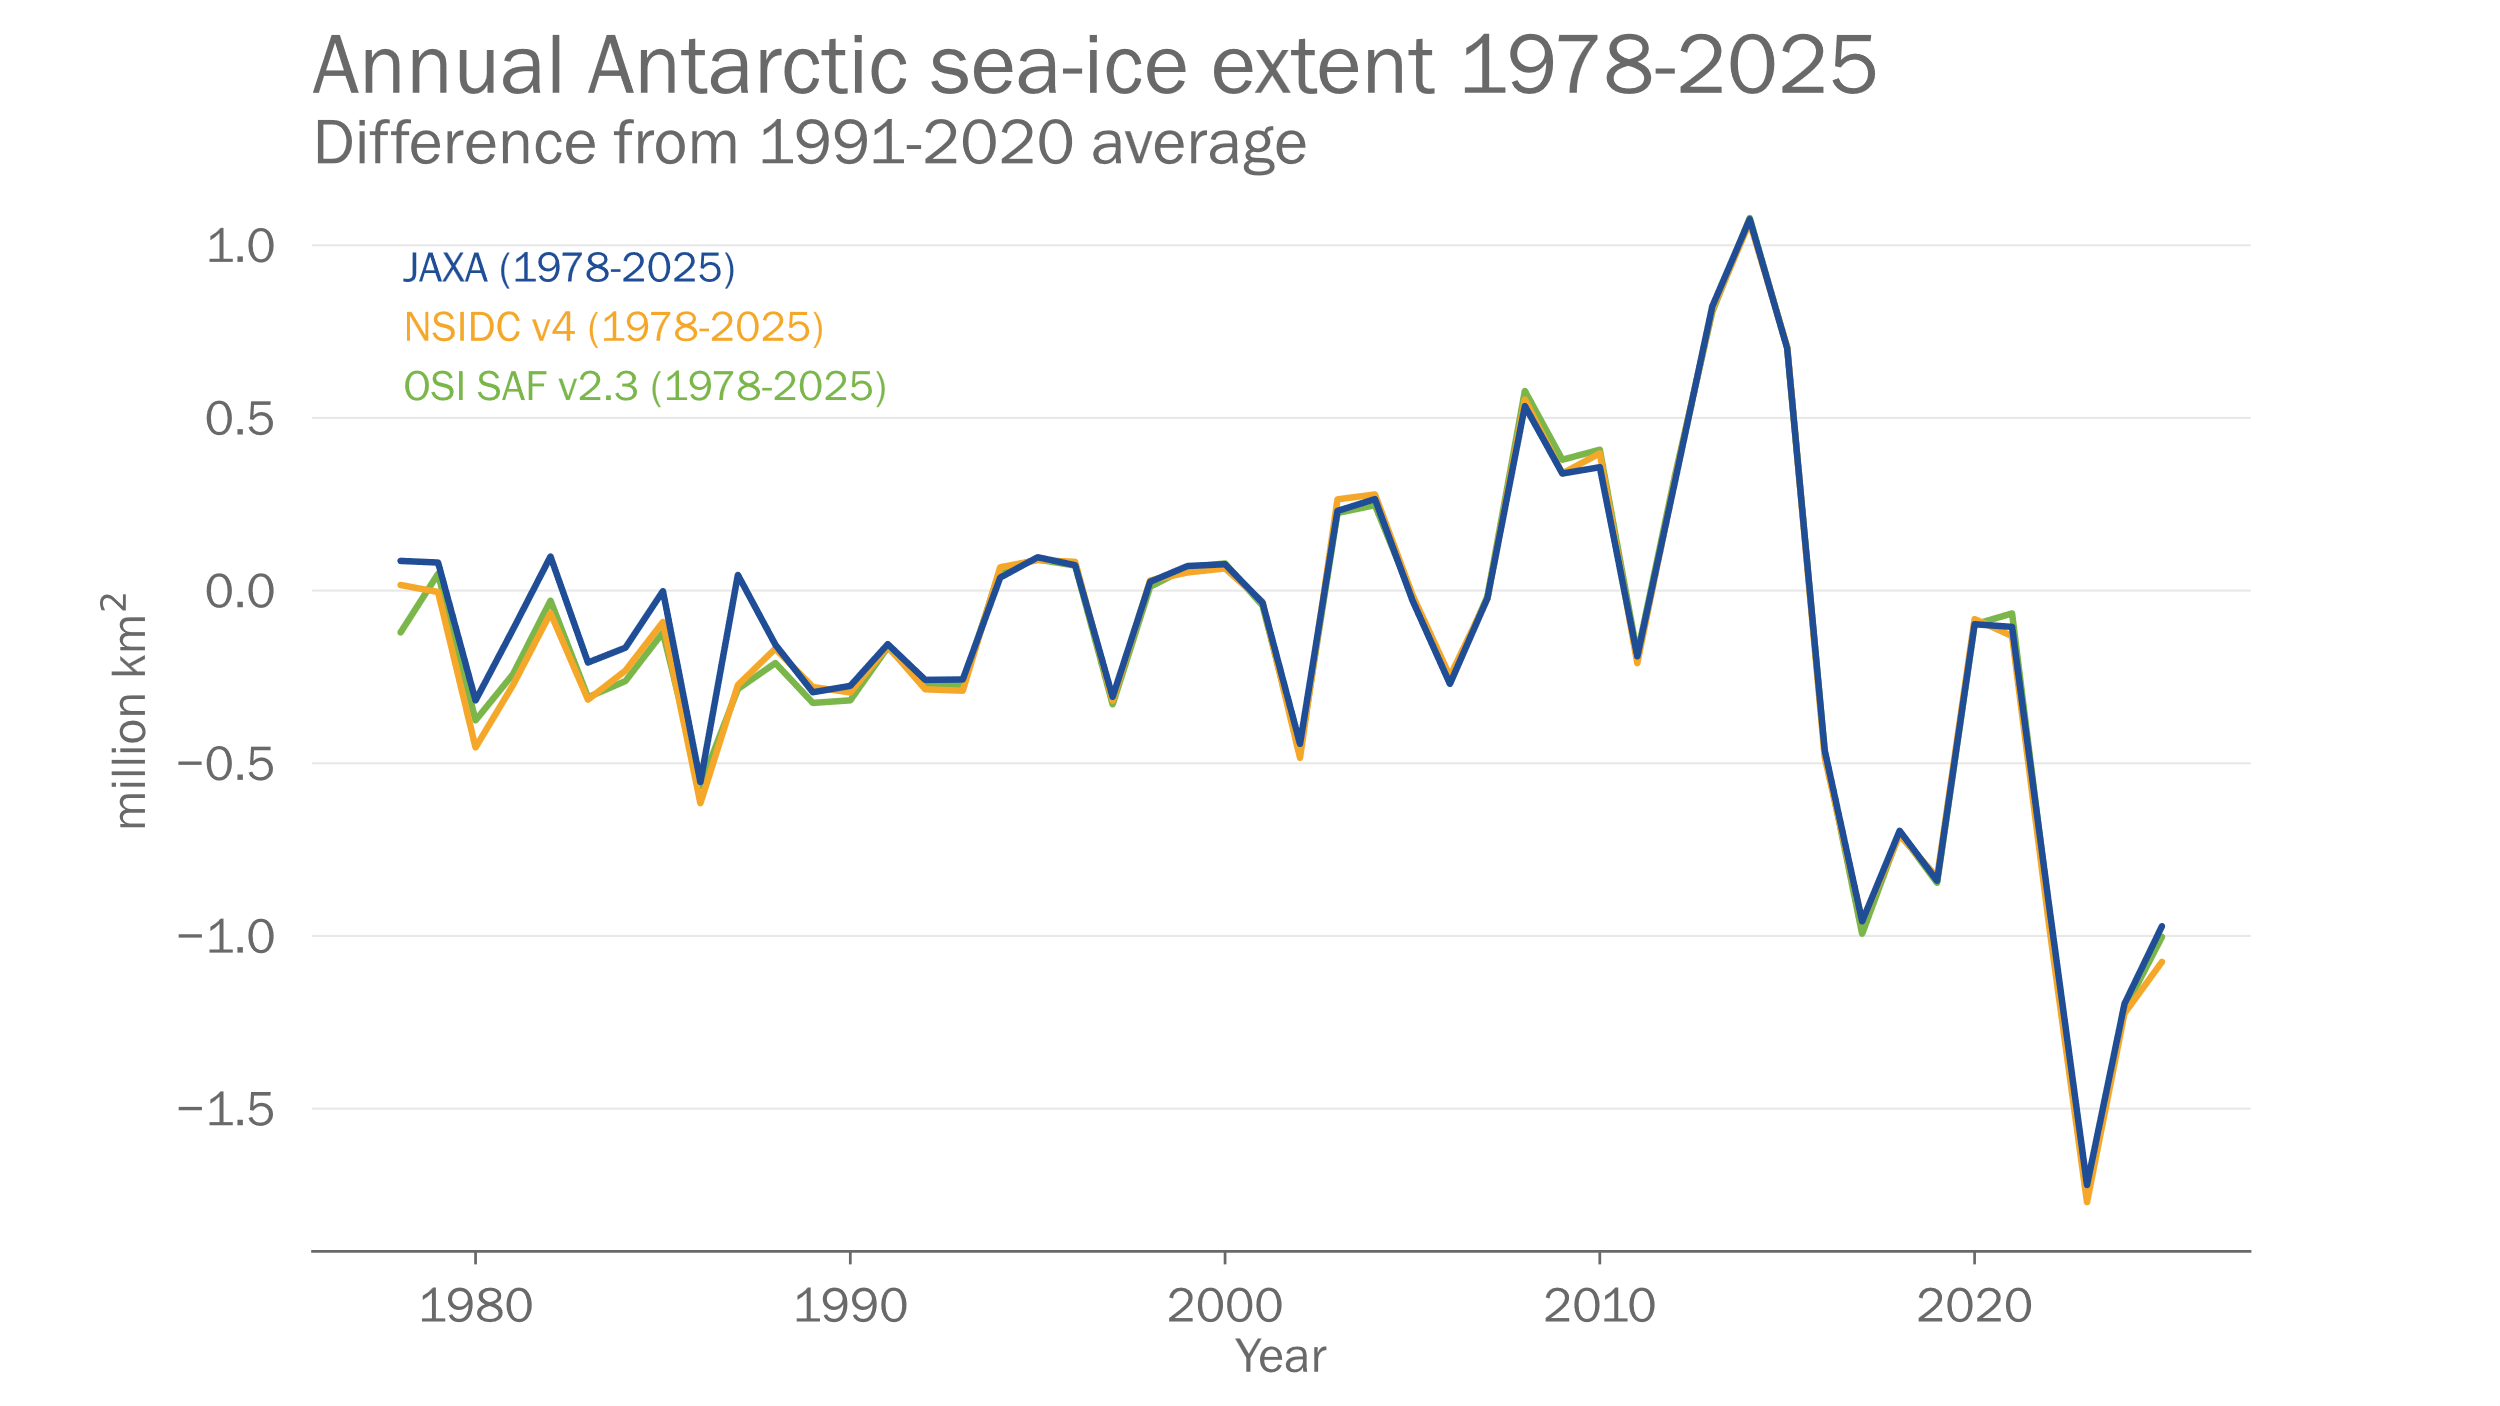 Annual Antarctic sea-ice extent 1978-2025
Difference from 1991-2020 average
1.0
JAXA (1978-2025)
NSIDC v4 (1978-2025)
OSI SAF v2.3 (1978-2025)
0.5
0.0
−0.5
−1.0
−1.5
million km²
1980 1990 2000 2010 2020
Year